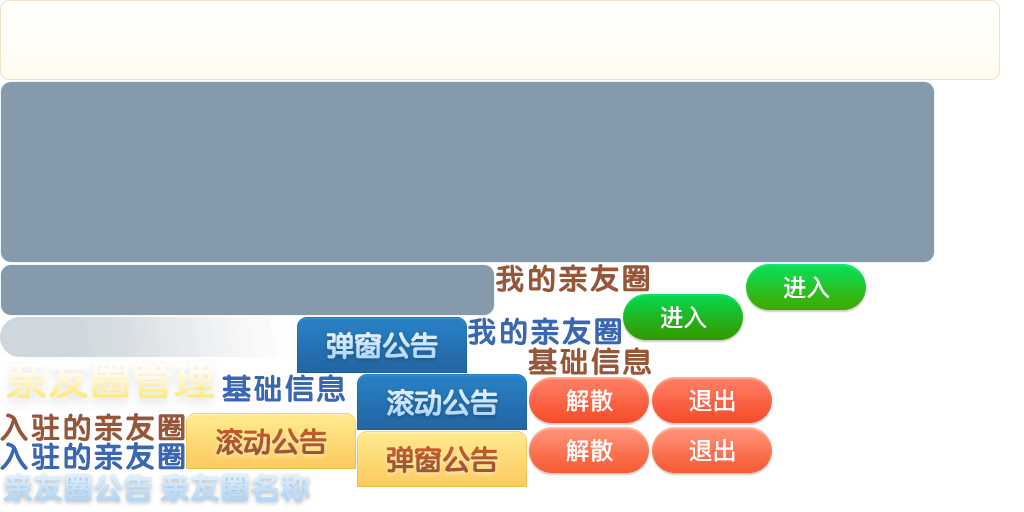 我的亲友圈
进入
进入
弹窗公告
我的亲友圈
基础信息
亲友圈管理
基础信息
滚动公告
解散
退出
入驻的亲友圈
滚动公告
弹窗公告
解散
退出
入驻的亲友圈
亲友圈公告 亲友圈名称